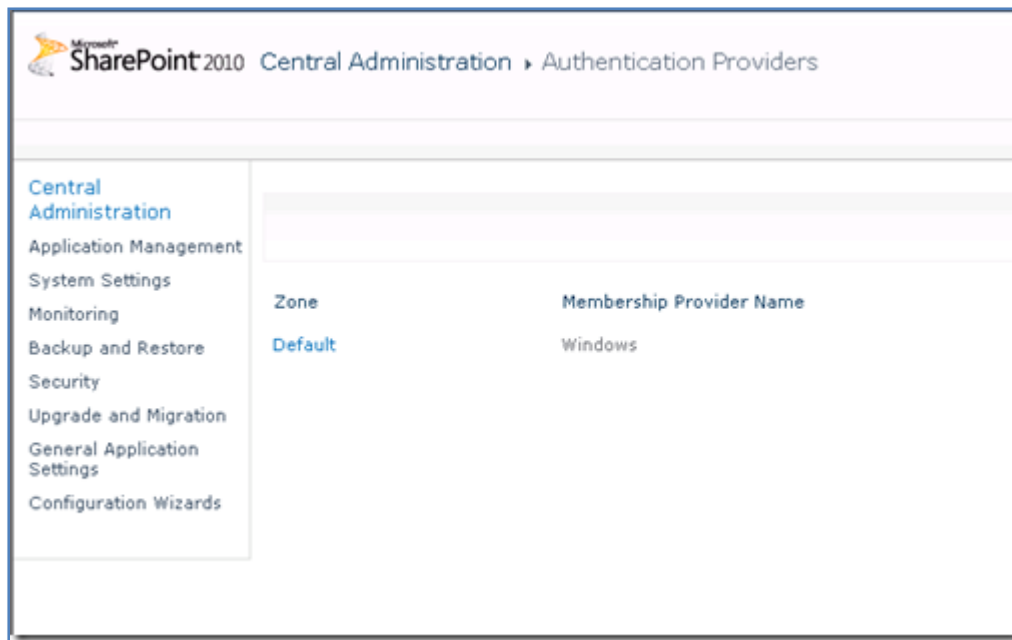 Microsoft
SharePoint 2010 Central Administration ▸ Authentication Providers
Central
Administration
Application Management
System Settings
Monitoring
Backup and Restore
Security
Upgrade and Migration
General Application
Settings
Configuration Wizards
Zone Membership Provider Name
Default Windows